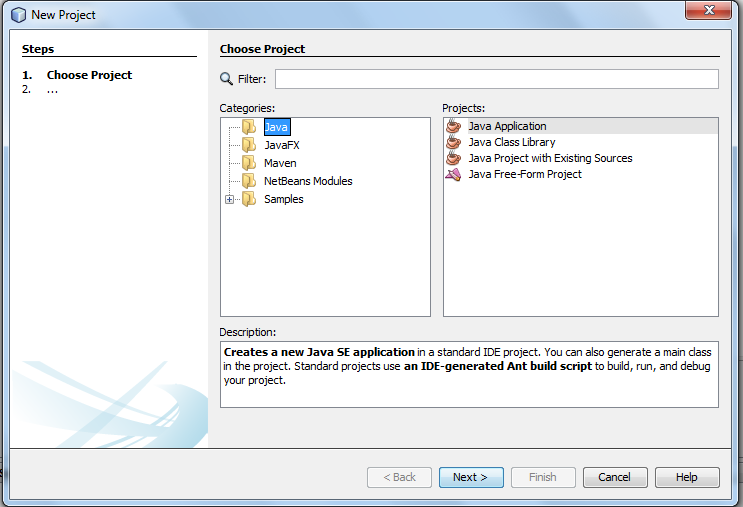 New Project
Steps
1. Choose Project
2. ...
Choose Project
Filter:
Categories:
Java
JavaFX
Maven
NetBeans Modules
Samples
Projects:
Java Application
Java Class Library
Java Project with Existing Sources
Java Free-Form Project
Description:
Creates a new Java SE application in a standard IDE project. You can also generate a main class
in the project. Standard projects use an IDE-generated Ant build script to build, run, and debug
your project.
< Back
Next >
Finish
Cancel
Help